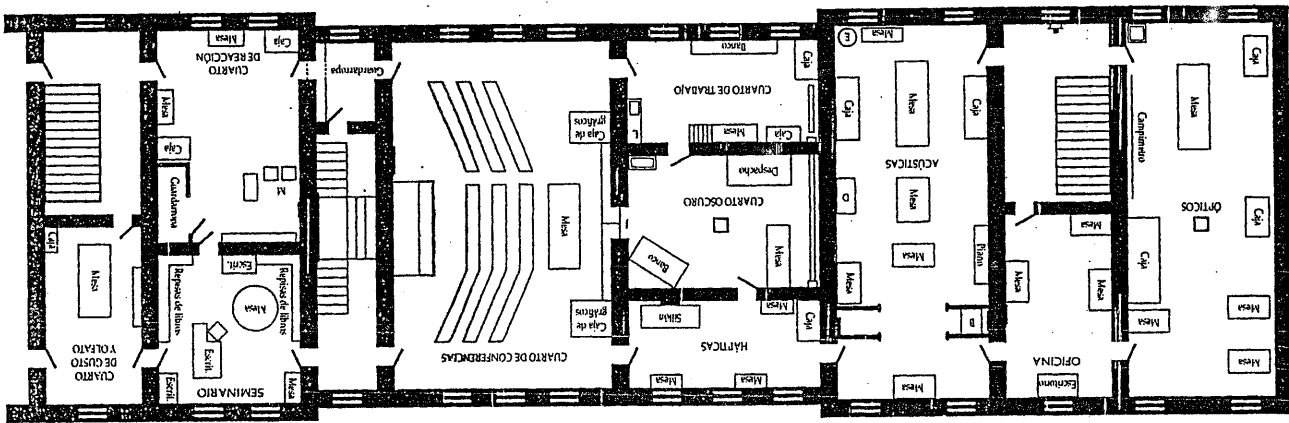 Mesa
Mesa
Mesa
Caja
ÓPTICOS
Caja
Campímetro
Mesa
Caja
Escritorio
OFICINA
Mesa
Mesa
Mesa
Mesa
B
Mesa
Mesa
Piano
Mesa
D
ACÚSTICAS
Caja
Mesa
Caja
Mesa
E
Mesa
Mesa
HÁPTICAS
Caja
Mesa
Sillón
Mesa
Banco
CUARTO OSCURO
Despacho
Caja
Mesa
L
CUARTO DE TRABAJO
Caja
Banco
CUARTO DE CONFERENCIAS
Caja de
gráficos
Mesa
Caja de
gráficos
Guardarropa
Mesa
SEMINARIO
Escrit.
Escrit.
Mesa
Repisas de libros
Repisas de libros
Escrit.
M
Guardarropa
Caja
Mesa
CUARTO
DE REACCIÓN
Caja
Mesa
CUARTO
DE GUSTO
Y OLFATO
Mesa
Caja